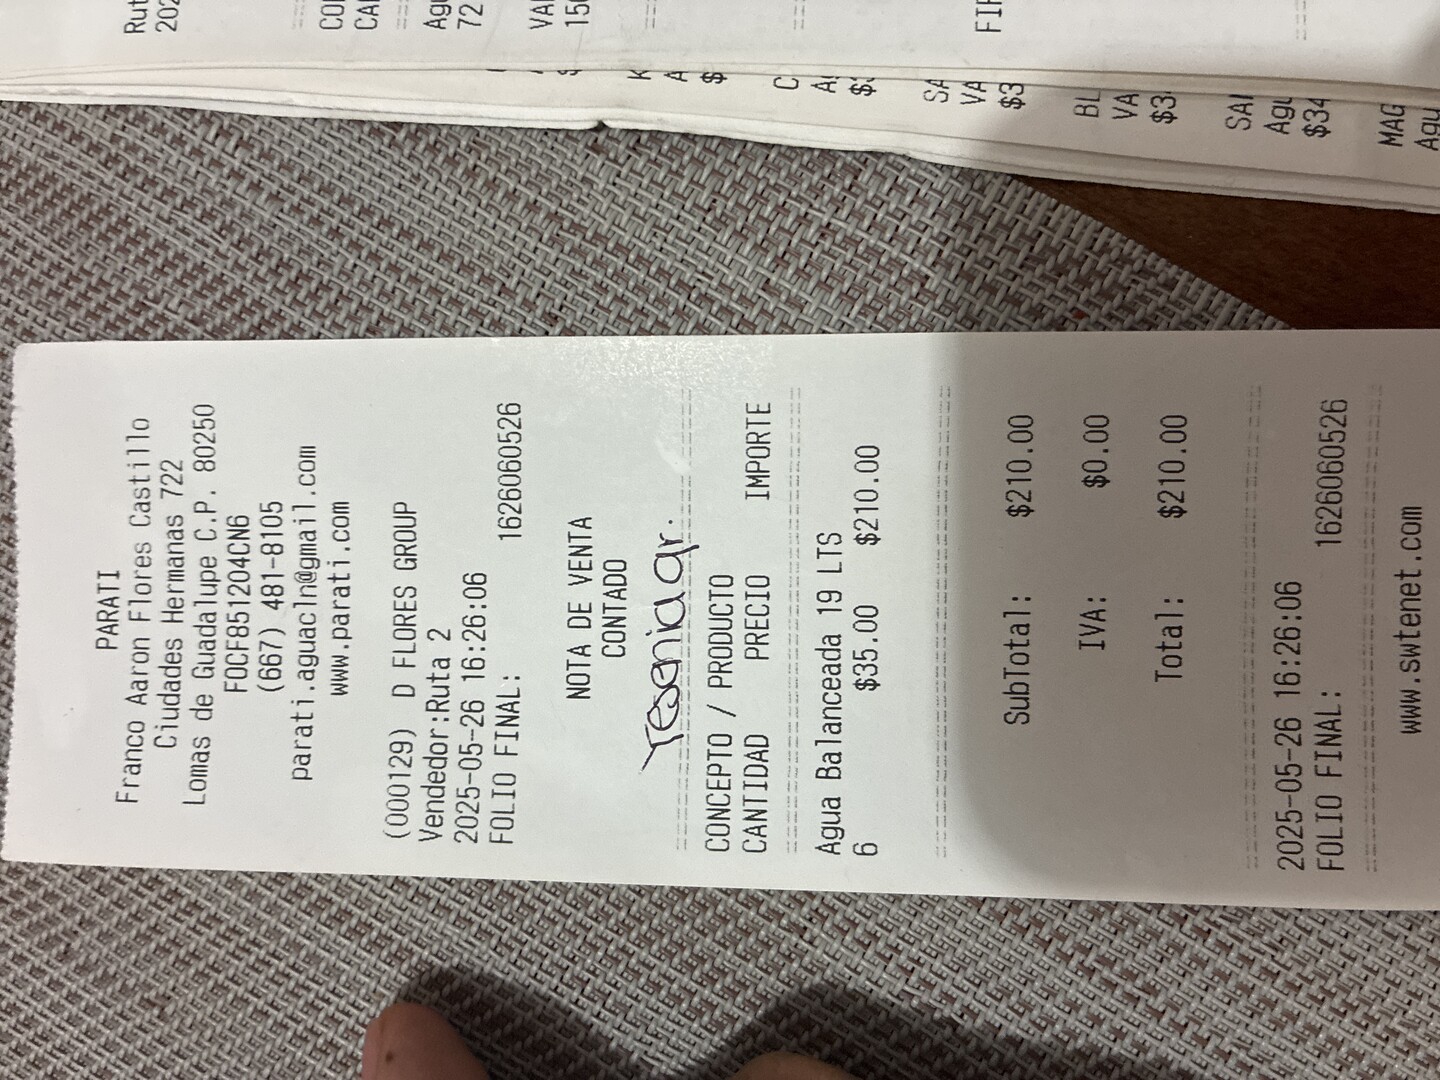 PARATI
Franco Aaron Flores Castillo
Ciudades Hermanas 722
Lomas de Guadalupe C.P. 80250
FOCF851204CN6
(667) 481-8105
parati.aguacln@gmail.com
www.parati.com
(000129) D FLORES GROUP
Vendedor:Ruta 2
2025-05-26 16:26:06
FOLIO FINAL: 1626060526
NOTA DE VENTA
CONTADO
Yesenia qr.
CONCEPTO / PRODUCTO
CANTIDAD PRECIO IMPORTE
Agua Balanceada 19 LTS
6 $35.00 $210.00
SubTotal: $210.00
IVA: $0.00
Total: $210.00
2025-05-26 16:26:06
FOLIO FINAL: 1626060526
www.swtenet.com